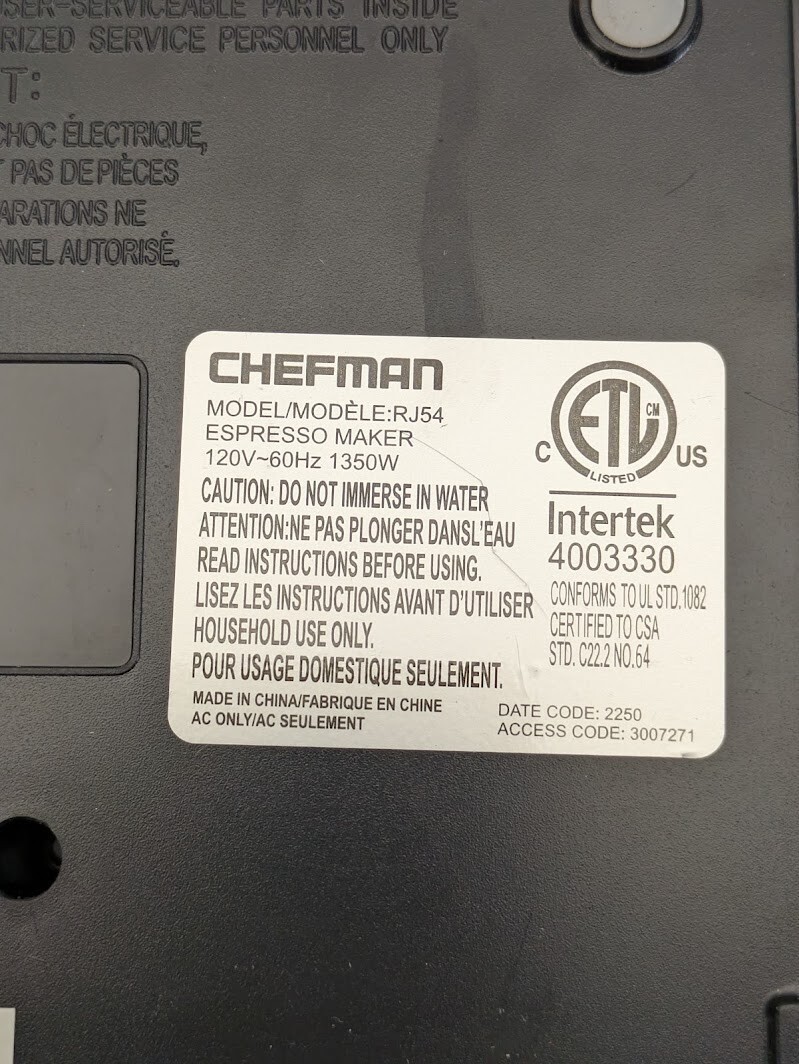 SER-SERVICEABLE PARTS INSIDE
RIZED SERVICE PERSONNEL ONLY
T:
CHOC ÉLECTRIQUE,
T PAS DE PIÈCES
ARATIONS NE
NNEL AUTORISÉ.
CHEFMAN
MODEL/MODÈLE:RJ54
ESPRESSO MAKER
120V~60Hz 1350W
CAUTION: DO NOT IMMERSE IN WATER
ATTENTION:NE PAS PLONGER DANSL'EAU
READ INSTRUCTIONS BEFORE USING.
LISEZ LES INSTRUCTIONS AVANT D'UTILISER
HOUSEHOLD USE ONLY.
POUR USAGE DOMESTIQUE SEULEMENT.
MADE IN CHINA/FABRIQUE EN CHINE
AC ONLY/AC SEULEMENT
ETL CM
C US
LISTED
Intertek
4003330
CONFORMS TO UL STD.1082
CERTIFIED TO CSA
STD. C22.2 NO.64
DATE CODE: 2250
ACCESS CODE: 3007271